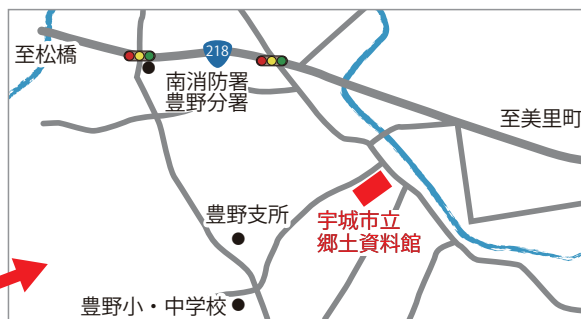 至松橋
218
南消防署
豊野分署
至美里町
豊野支所
宇城市立
郷土資料館
豊野小・中学校